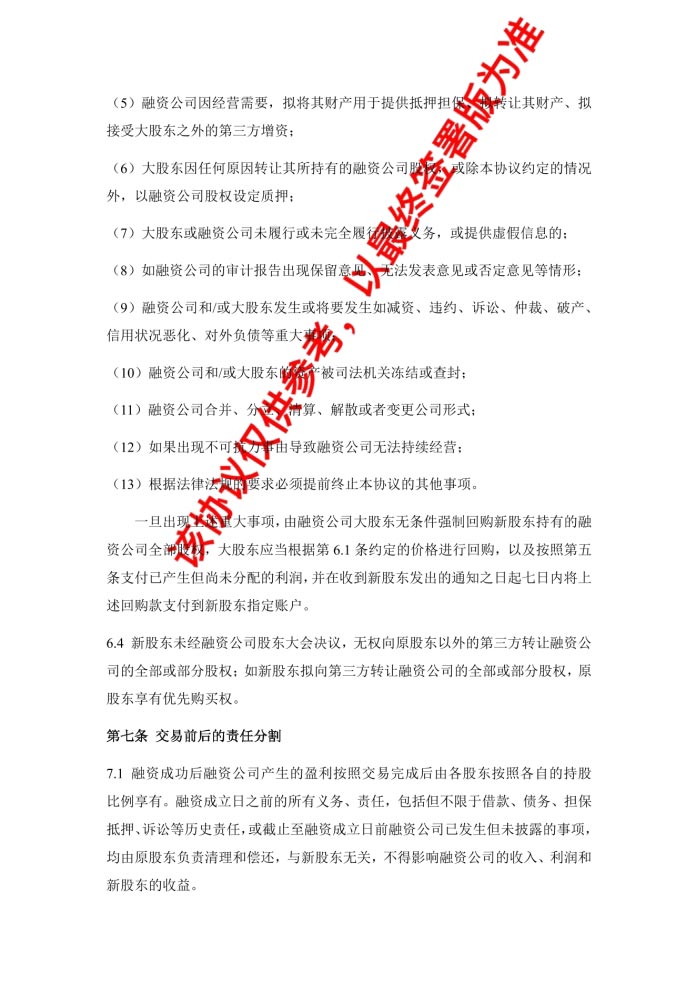 （5）融资公司因经营需要，拟将其财产用于提供抵押担保、拟转让其财产、拟
接受大股东之外的第三方增资；
（6）大股东因任何原因转让其所持有的融资公司股权，或除本协议约定的情况
外，以融资公司股权设定质押；
（7）大股东或融资公司未履行或未完全履行披露义务，或提供虚假信息的；
（8）如融资公司的审计报告出现保留意见、无法发表意见或否定意见等情形；
（9）融资公司和/或大股东发生或将要发生如减资、违约、诉讼、仲裁、破产、
信用状况恶化、对外负债等重大事项；
（10）融资公司和/或大股东的资产被司法机关冻结或查封；
（11）融资公司合并、分立、清算、解散或者变更公司形式；
（12）如果出现不可抗力事由导致融资公司无法持续经营；
（13）根据法律法规的要求必须提前终止本协议的其他事项。
一旦出现上述重大事项，由融资公司大股东无条件强制回购新股东持有的融
资公司全部股权，大股东应当根据第 6.1 条约定的价格进行回购，以及按照第五
条支付已产生但尚未分配的利润，并在收到新股东发出的通知之日起七日内将上
述回购款支付到新股东指定账户。
6.4 新股东未经融资公司股东大会决议，无权向原股东以外的第三方转让融资公
司的全部或部分股权；如新股东拟向第三方转让融资公司的全部或部分股权，原
股东享有优先购买权。
第七条 交易前后的责任分割
7.1 融资成功后融资公司产生的盈利按照交易完成后由各股东按照各自的持股
比例享有。融资成立日之前的所有义务、责任，包括但不限于借款、债务、担保
抵押、诉讼等历史责任，或截止至融资成立日前融资公司已发生但未披露的事项，
均由原股东负责清理和偿还，与新股东无关，不得影响融资公司的收入、利润和
新股东的收益。
该协议仅供参考，以最终签署版为准